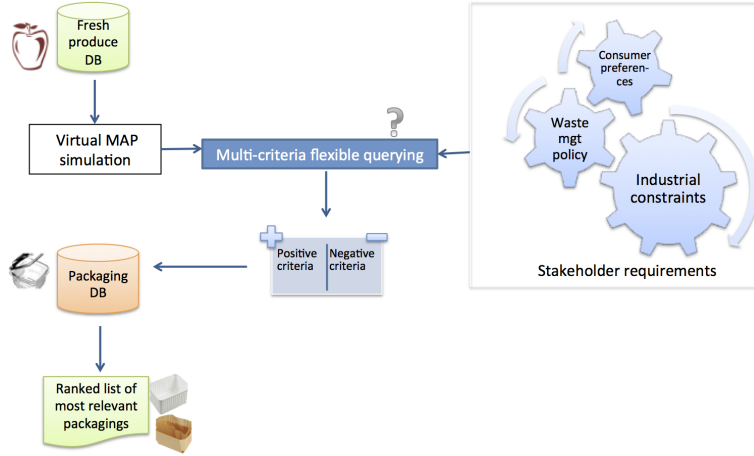 Fresh
produce
DB
Consumer
preferen-
ces
Virtual MAP
simulation
?
Multi-criteria flexible querying
Waste
mgt
policy
Industrial
constraints
Stakeholder requirements
Positive
criteria
Negative
criteria
Packaging
DB
Ranked list of
most relevant
packagings